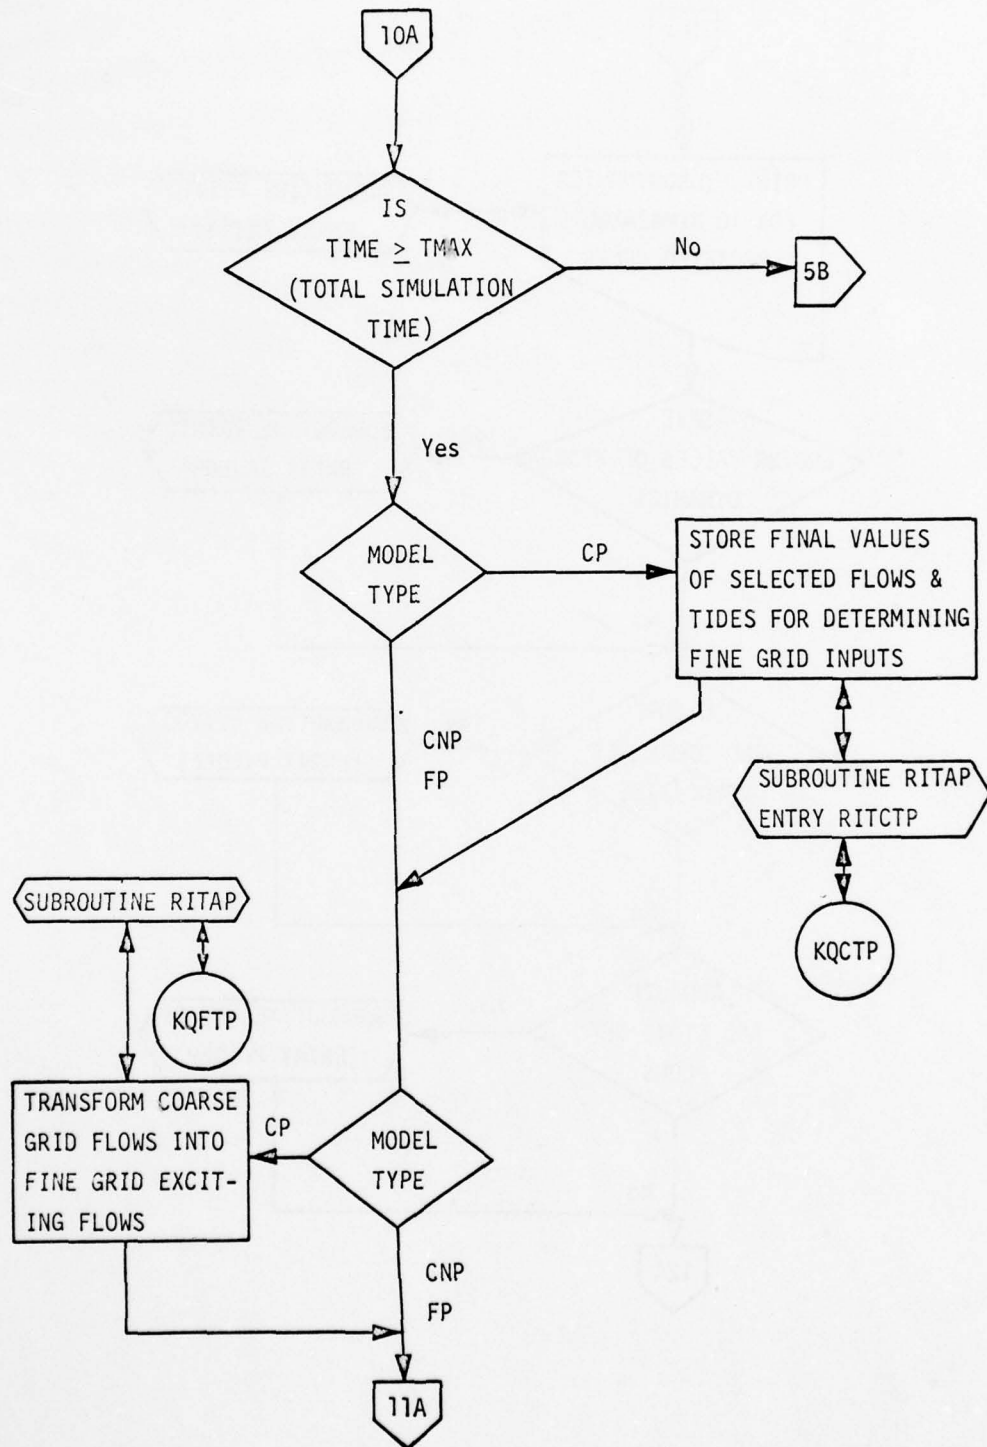 10A
IS
TIME ≥ TMAX
(TOTAL SIMULATION
TIME)
No
5B
Yes
MODEL
TYPE
CP
STORE FINAL VALUES
OF SELECTED FLOWS &
TIDES FOR DETERMINING
FINE GRID INPUTS
CNP
FP
SUBROUTINE RITAP
ENTRY RITCTP
KQCTP
SUBROUTINE RITAP
KQFTP
TRANSFORM COARSE
GRID FLOWS INTO
FINE GRID EXCIT-
ING FLOWS
CP
MODEL
TYPE
CNP
FP
11A